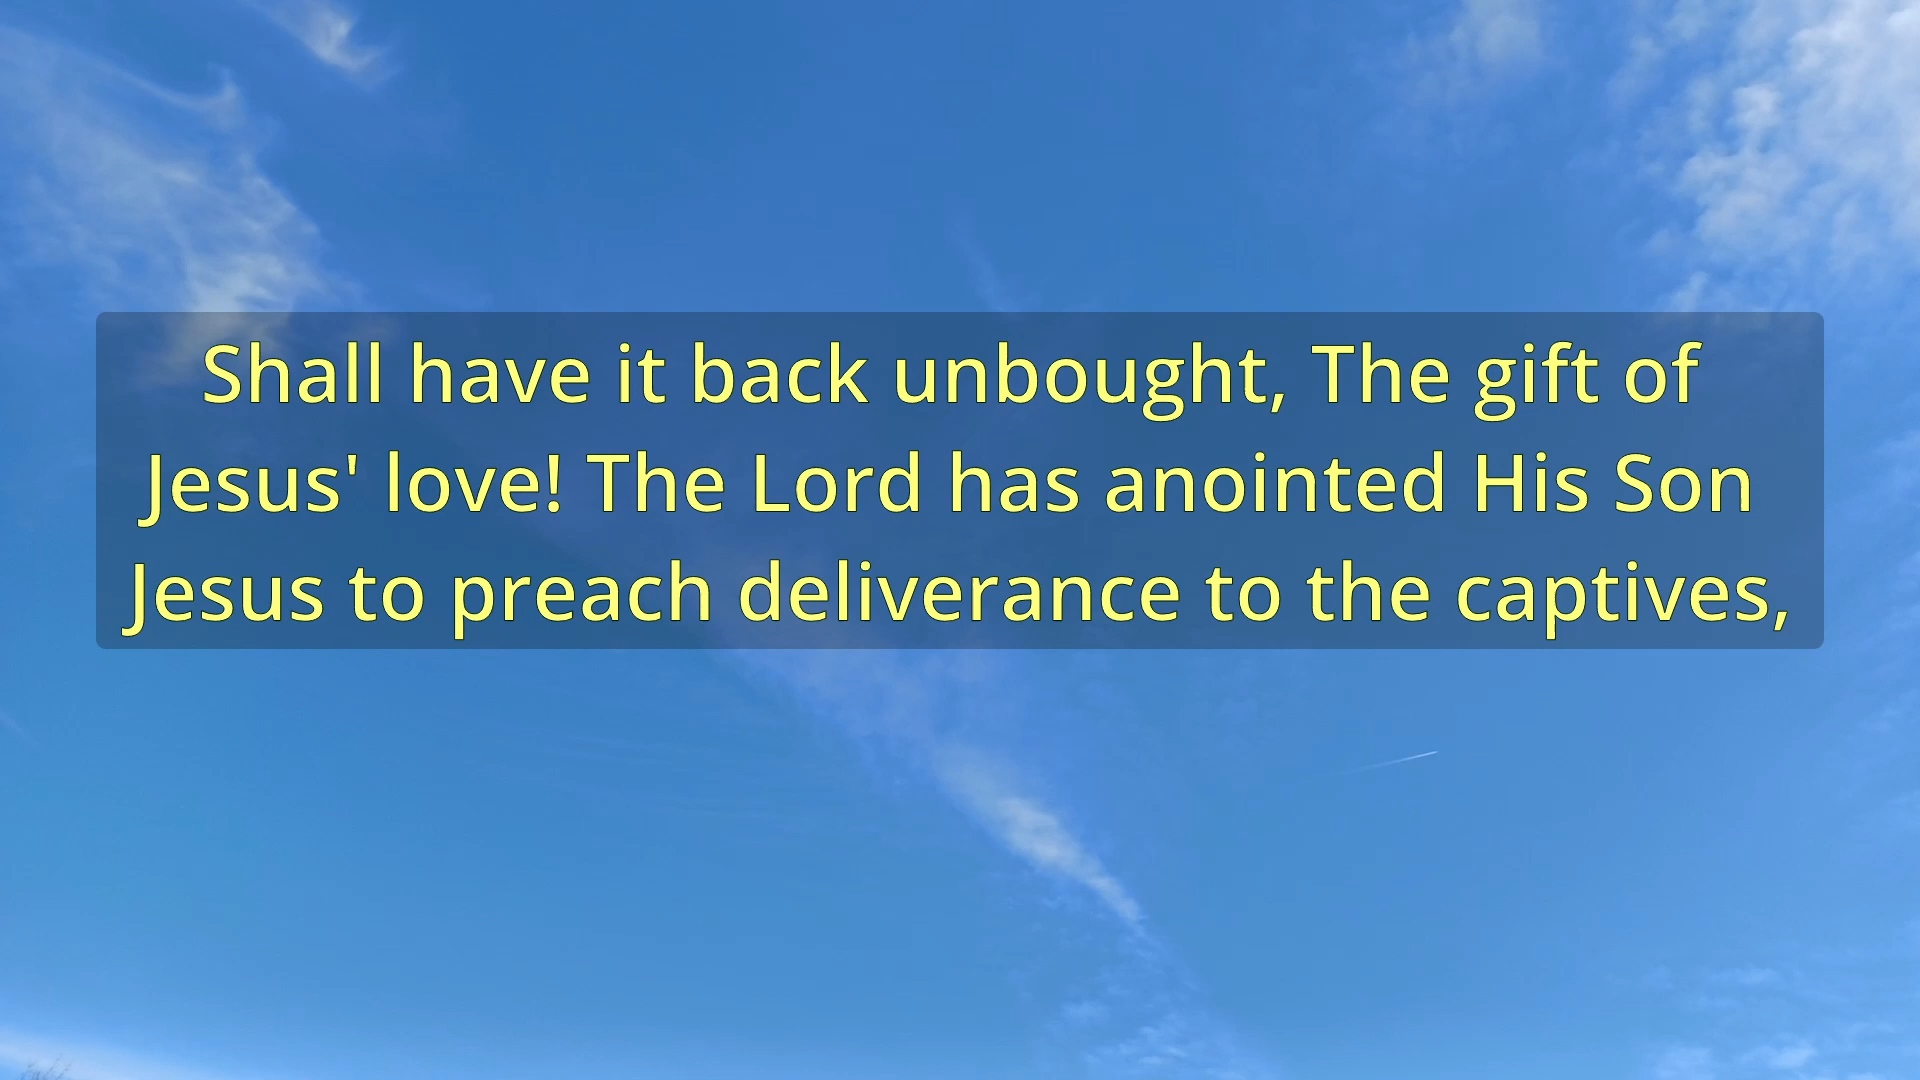 Shall have it back unbought, The gift of
Jesus' love! The Lord has anointed His Son
Jesus to preach deliverance to the captives,